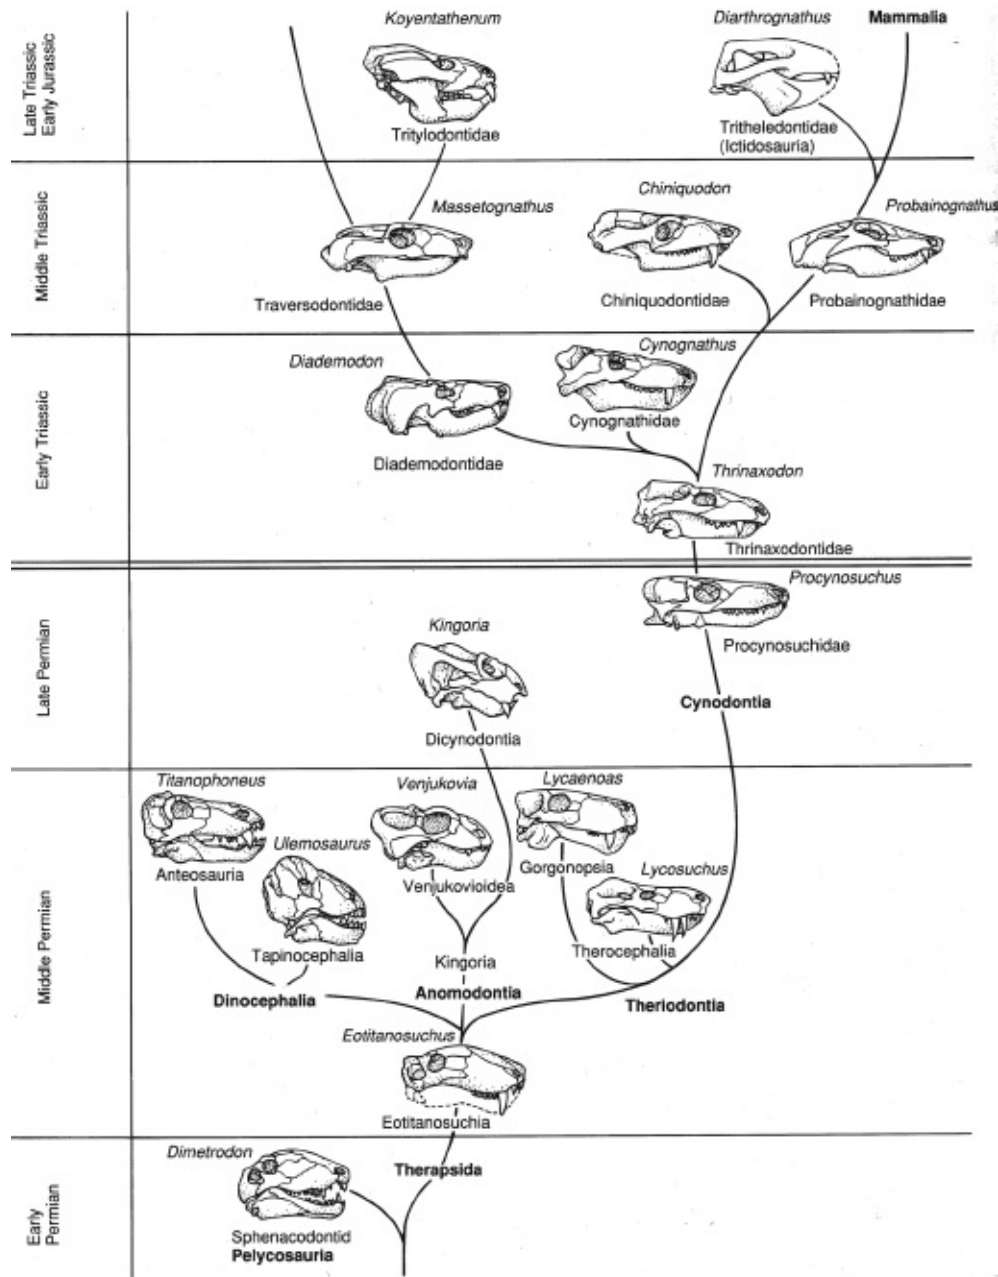 Late Triassic
Early Jurassic
Koyentathenum
Diarthrognathus
Mammalia
Tritylodontidae
Tritheledontidae
(Ictidosauria)
Middle Triassic
Massetognathus
Chiniquodon
Probainognathus
Traversodontidae
Chiniquodontidae
Probainognathidae
Early Triassic
Diademodon
Cynognathus
Cynognathidae
Diademodontidae
Thrinaxodon
Thrinaxodontidae
Late Permian
Procynosuchus
Kingoria
Procynosuchidae
Cynodontia
Dicynodontia
Middle Permian
Titanophoneus
Venjukovia
Lycaenoas
Ulemosaurus
Anteosauria
Venjukovioidea
Gorgonopsia
Lycosuchus
Tapinocephalia
Kingoria
Therocephalia
Dinocephalia
Anomodontia
Theriodontia
Eotitanosuchus
Eotitanosuchia
Early
Permian
Dimetrodon
Therapsida
Sphenacodontid
Pelycosauria